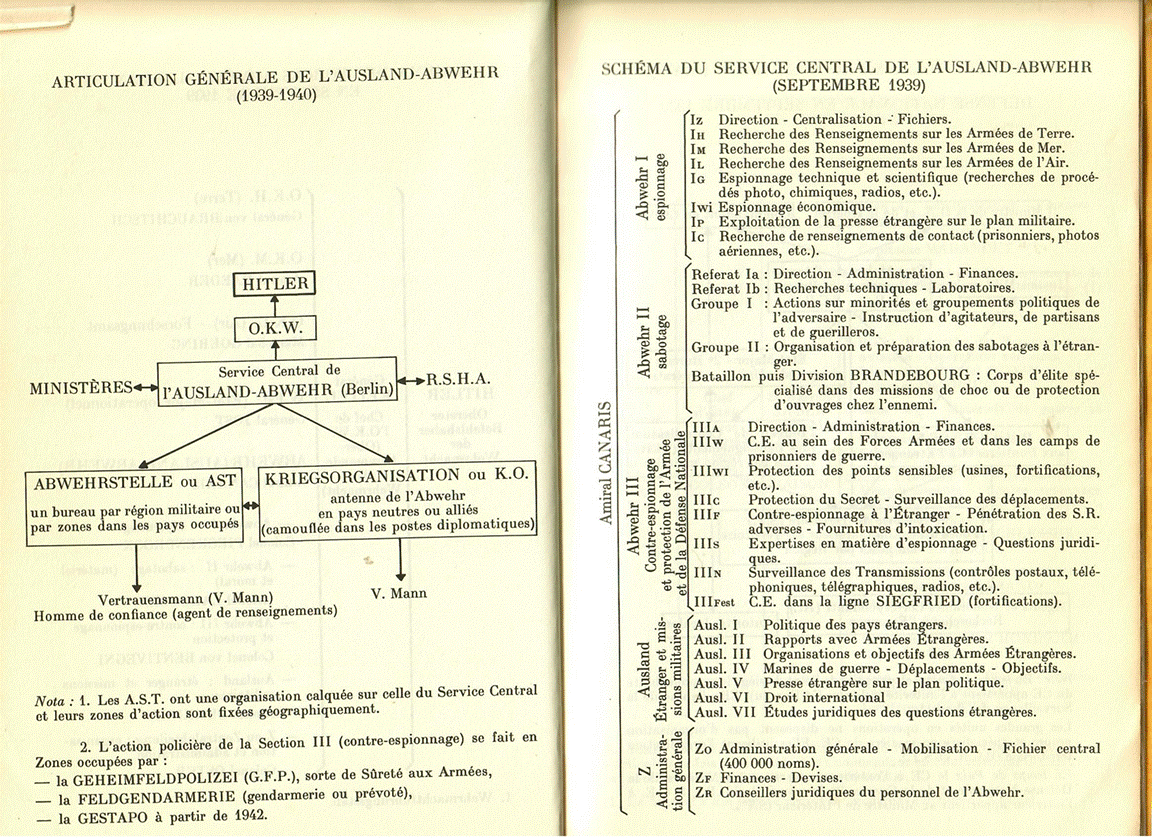 ARTICULATION GÉNÉRALE DE L'AUSLAND-ABWEHR
(1939-1940)
HITLER
O.K.W.
MINISTÈRES
Service Central de
l'AUSLAND-ABWEHR (Berlin)
R.S.H.A.
ABWEHRSTELLE ou AST
un bureau par région militaire ou
par zones dans les pays occupés
KRIEGSORGANISATION ou K.O.
antenne de l'Abwehr
en pays neutres ou alliés
(camouflée dans les postes diplomatiques)
Vertrauensmann (V. Mann)
Homme de confiance (agent de renseignements)
V. Mann
Nota : 1. Les A.S.T. ont une organisation calquée sur celle du Service Central
et leurs zones d'action sont fixées géographiquement.
2. L'action policière de la Section III (contre-espionnage) se fait en
Zones occupées par :
— la GEHEIMFELDPOLIZEI (G.F.P.), sorte de Sûreté aux Armées,
— la FELDGENDARMERIE (gendarmerie ou prévoté),
— la GESTAPO à partir de 1942.
SCHÉMA DU SERVICE CENTRAL DE L'AUSLAND-ABWEHR
(SEPTEMBRE 1939)
Amiral CANARIS
Abwehr I
espionnage
Iz Direction - Centralisation - Fichiers.
IH Recherche des Renseignements sur les Armées de Terre.
IM Recherche des Renseignements sur les Armées de Mer.
IL Recherche des Renseignements sur les Armées de l'Air.
IG Espionnage technique et scientifique (recherches de procé-
dés photo, chimiques, radios, etc.).
Iwi Espionnage économique.
IP Exploitation de la presse étrangère sur le plan militaire.
Ic Recherche de renseignements de contact (prisonniers, photos
aériennes, etc.).
Abwehr II
sabotage
Referat Ia : Direction - Administration - Finances.
Referat Ib : Recherches techniques - Laboratoires.
Groupe I : Actions sur minorités et groupements politiques de
l'adversaire - Instruction d'agitateurs, de partisans
et de guerilleros.
Groupe II : Organisation et préparation des sabotages à l'étran-
ger.
Bataillon puis Division BRANDEBOURG : Corps d'élite spé-
cialisé dans des missions de choc ou de protection
d'ouvrages chez l'ennemi.
Abwehr III
Contre-espionnage
et protection de l'Armée
et de la Défense Nationale
IIIA Direction - Administration - Finances.
IIIw C.E. au sein des Forces Armées et dans les camps de
prisonniers de guerre.
IIIwi Protection des points sensibles (usines, fortifications,
etc.).
IIIc Protection du Secret - Surveillance des déplacements.
IIIF Contre-espionnage à l'Étranger - Pénétration des S.R.
adverses - Fournitures d'intoxication.
IIIs Expertises en matière d'espionnage - Questions juridi-
ques.
IIIN Surveillance des Transmissions (contrôles postaux, télé-
phoniques, télégraphiques, radios, etc.).
IIIFest C.E. dans la ligne SIEGFRIED (fortifications).
Ausland
Étranger et mis-
sions militaires
Ausl. I Politique des pays étrangers.
Ausl. II Rapports avec Armées Étrangères.
Ausl. III Organisations et objectifs des Armées Étrangères.
Ausl. IV Marines de guerre - Déplacements - Objectifs.
Ausl. V Presse étrangère sur le plan politique.
Ausl. VI Droit international
Ausl. VII Études juridiques des questions étrangères.
Z
Administra-
tion générale
Zo Administration générale - Mobilisation - Fichier central
(400 000 noms).
ZF Finances - Devises.
ZR Conseillers juridiques du personnel de l'Abwehr.